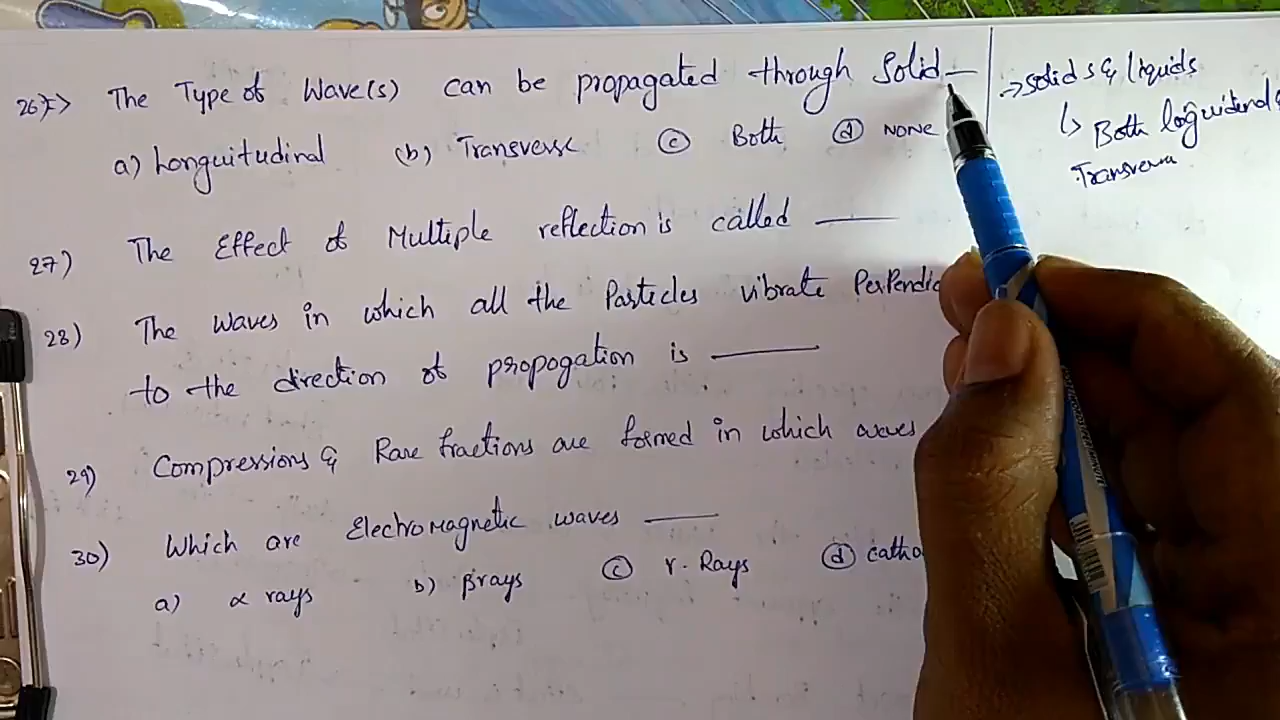 26)=> The Type of Wave(s) can be propagated through Solid—
a) Longuitudinal (b) Transverse (c) Both (d) NONE
27) The Effect of Multiple reflection is called ——
28) The waves in which all the Particles vibrate
to the direction of propogation is ——
29) Compressions & Rare fractions are formed in which waves
30) Which are Electromagnetic waves ——
a) α rays b) β rays (c) γ. Rays (d)
→ Solids & liquids
↳ Both
Transverse